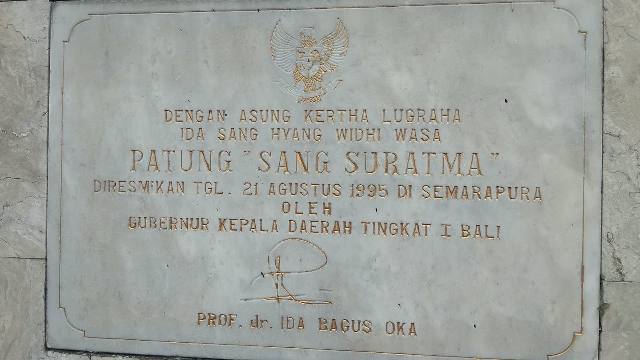 DENGAN ASUNG KERTHA LUGRAHA
IDA SANG HYANG WIDHI WASA
PATUNG "SANG SURATMA"
DIRESMIKAN TGL. 21 AGUSTUS 1995 DI SEMARAPURA
OLEH
GUBERNUR KEPALA DAERAH TINGKAT I BALI
PROF. dr. IDA BAGUS OKA